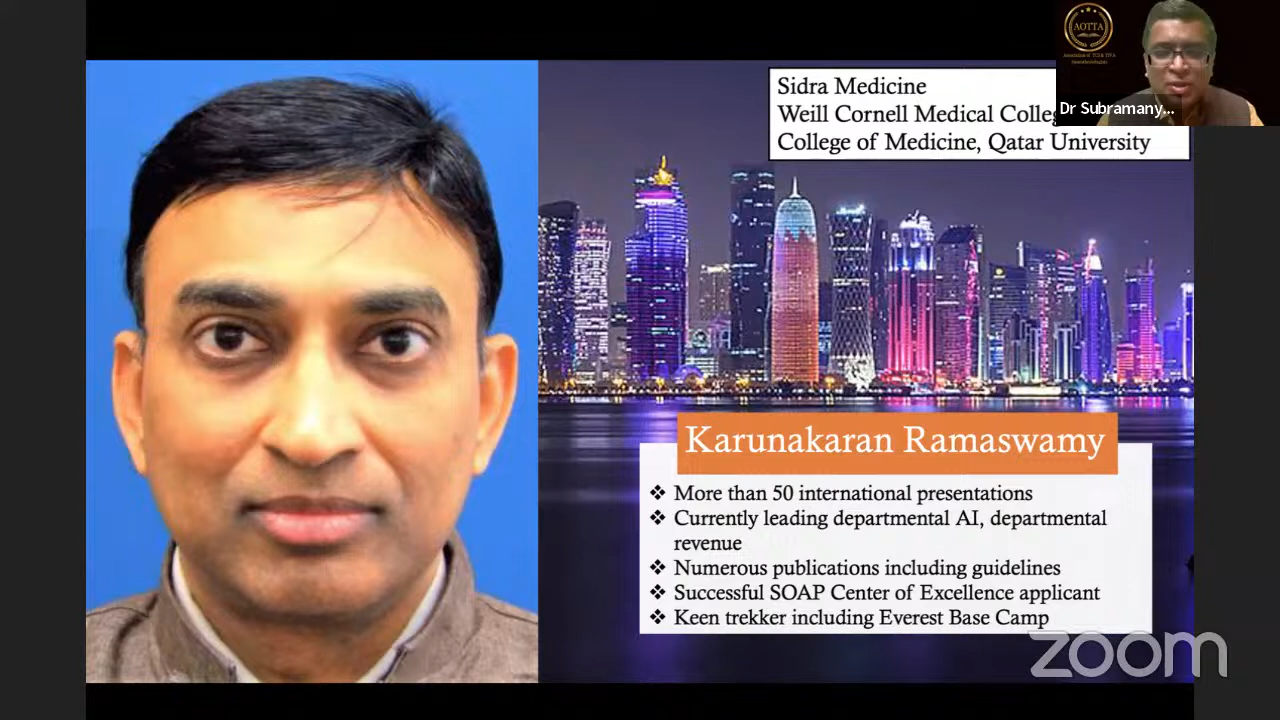 Sidra Medicine
Weill Cornell Medical
College of Medicine, Qatar University
AOTTA
Dr Subramany...
Karunakaran Ramaswamy
❖ More than 50 international presentations
❖ Currently leading departmental AI, departmental
revenue
❖ Numerous publications including guidelines
❖ Successful SOAP Center of Excellence applicant
❖ Keen trekker including Everest Base Camp
zoom